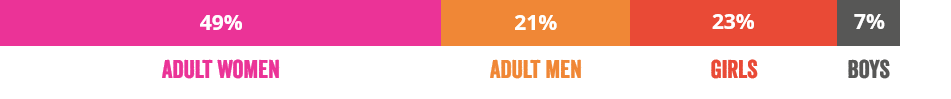 49% 21% 23% 7%
ADULT WOMEN ADULT MEN GIRLS BOYS